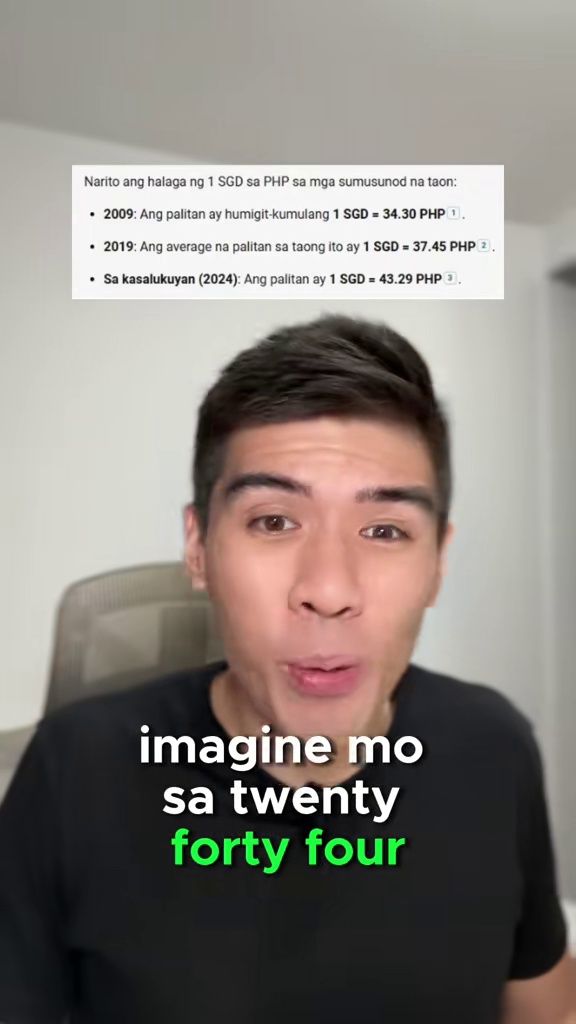 Narito ang halaga ng 1 SGD sa PHP sa mga sumusunod na taon:
• 2009: Ang palitan ay humigit-kumulang 1 SGD = 34.30 PHP 1 .
• 2019: Ang average na palitan sa taong ito ay 1 SGD = 37.45 PHP 2 .
• Sa kasalukuyan (2024): Ang palitan ay 1 SGD = 43.29 PHP 3 .
imagine mo
sa twenty
forty four